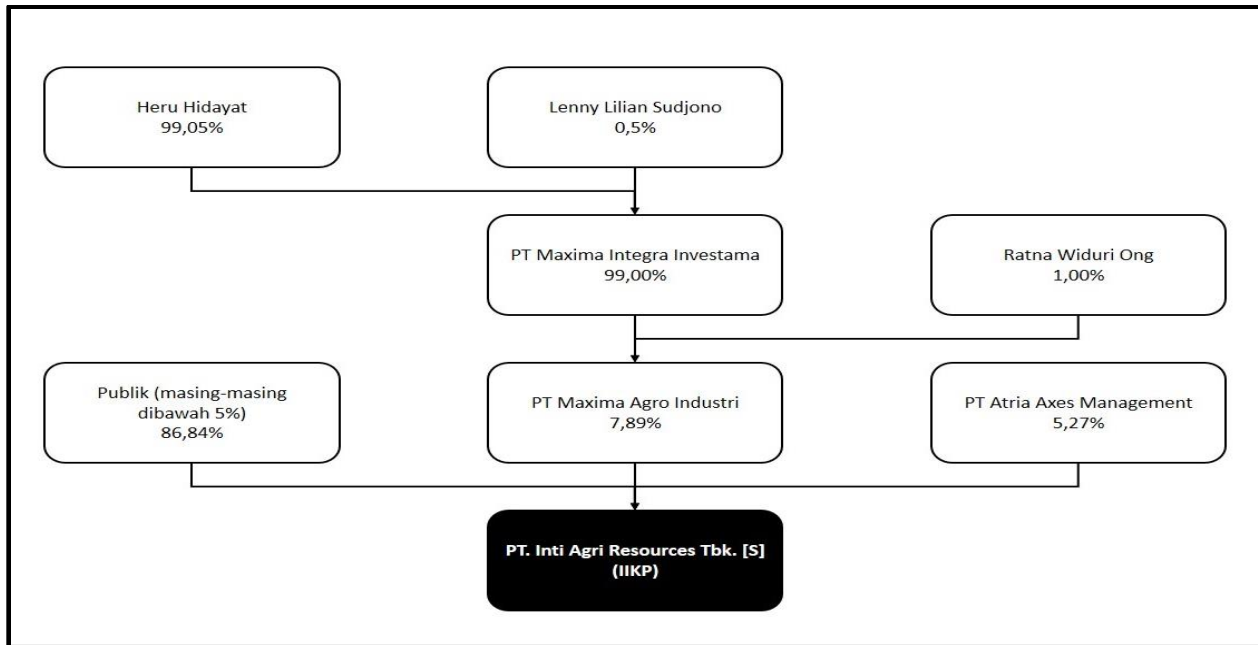 Heru Hidayat
99,05%
Lenny Lilian Sudjono
0,5%
PT Maxima Integra Investama
99,00%
Ratna Widuri Ong
1,00%
Publik (masing-masing
dibawah 5%)
86,84%
PT Maxima Agro Industri
7,89%
PT Atria Axes Management
5,27%
PT. Inti Agri Resources Tbk. [S]
(IIKP)